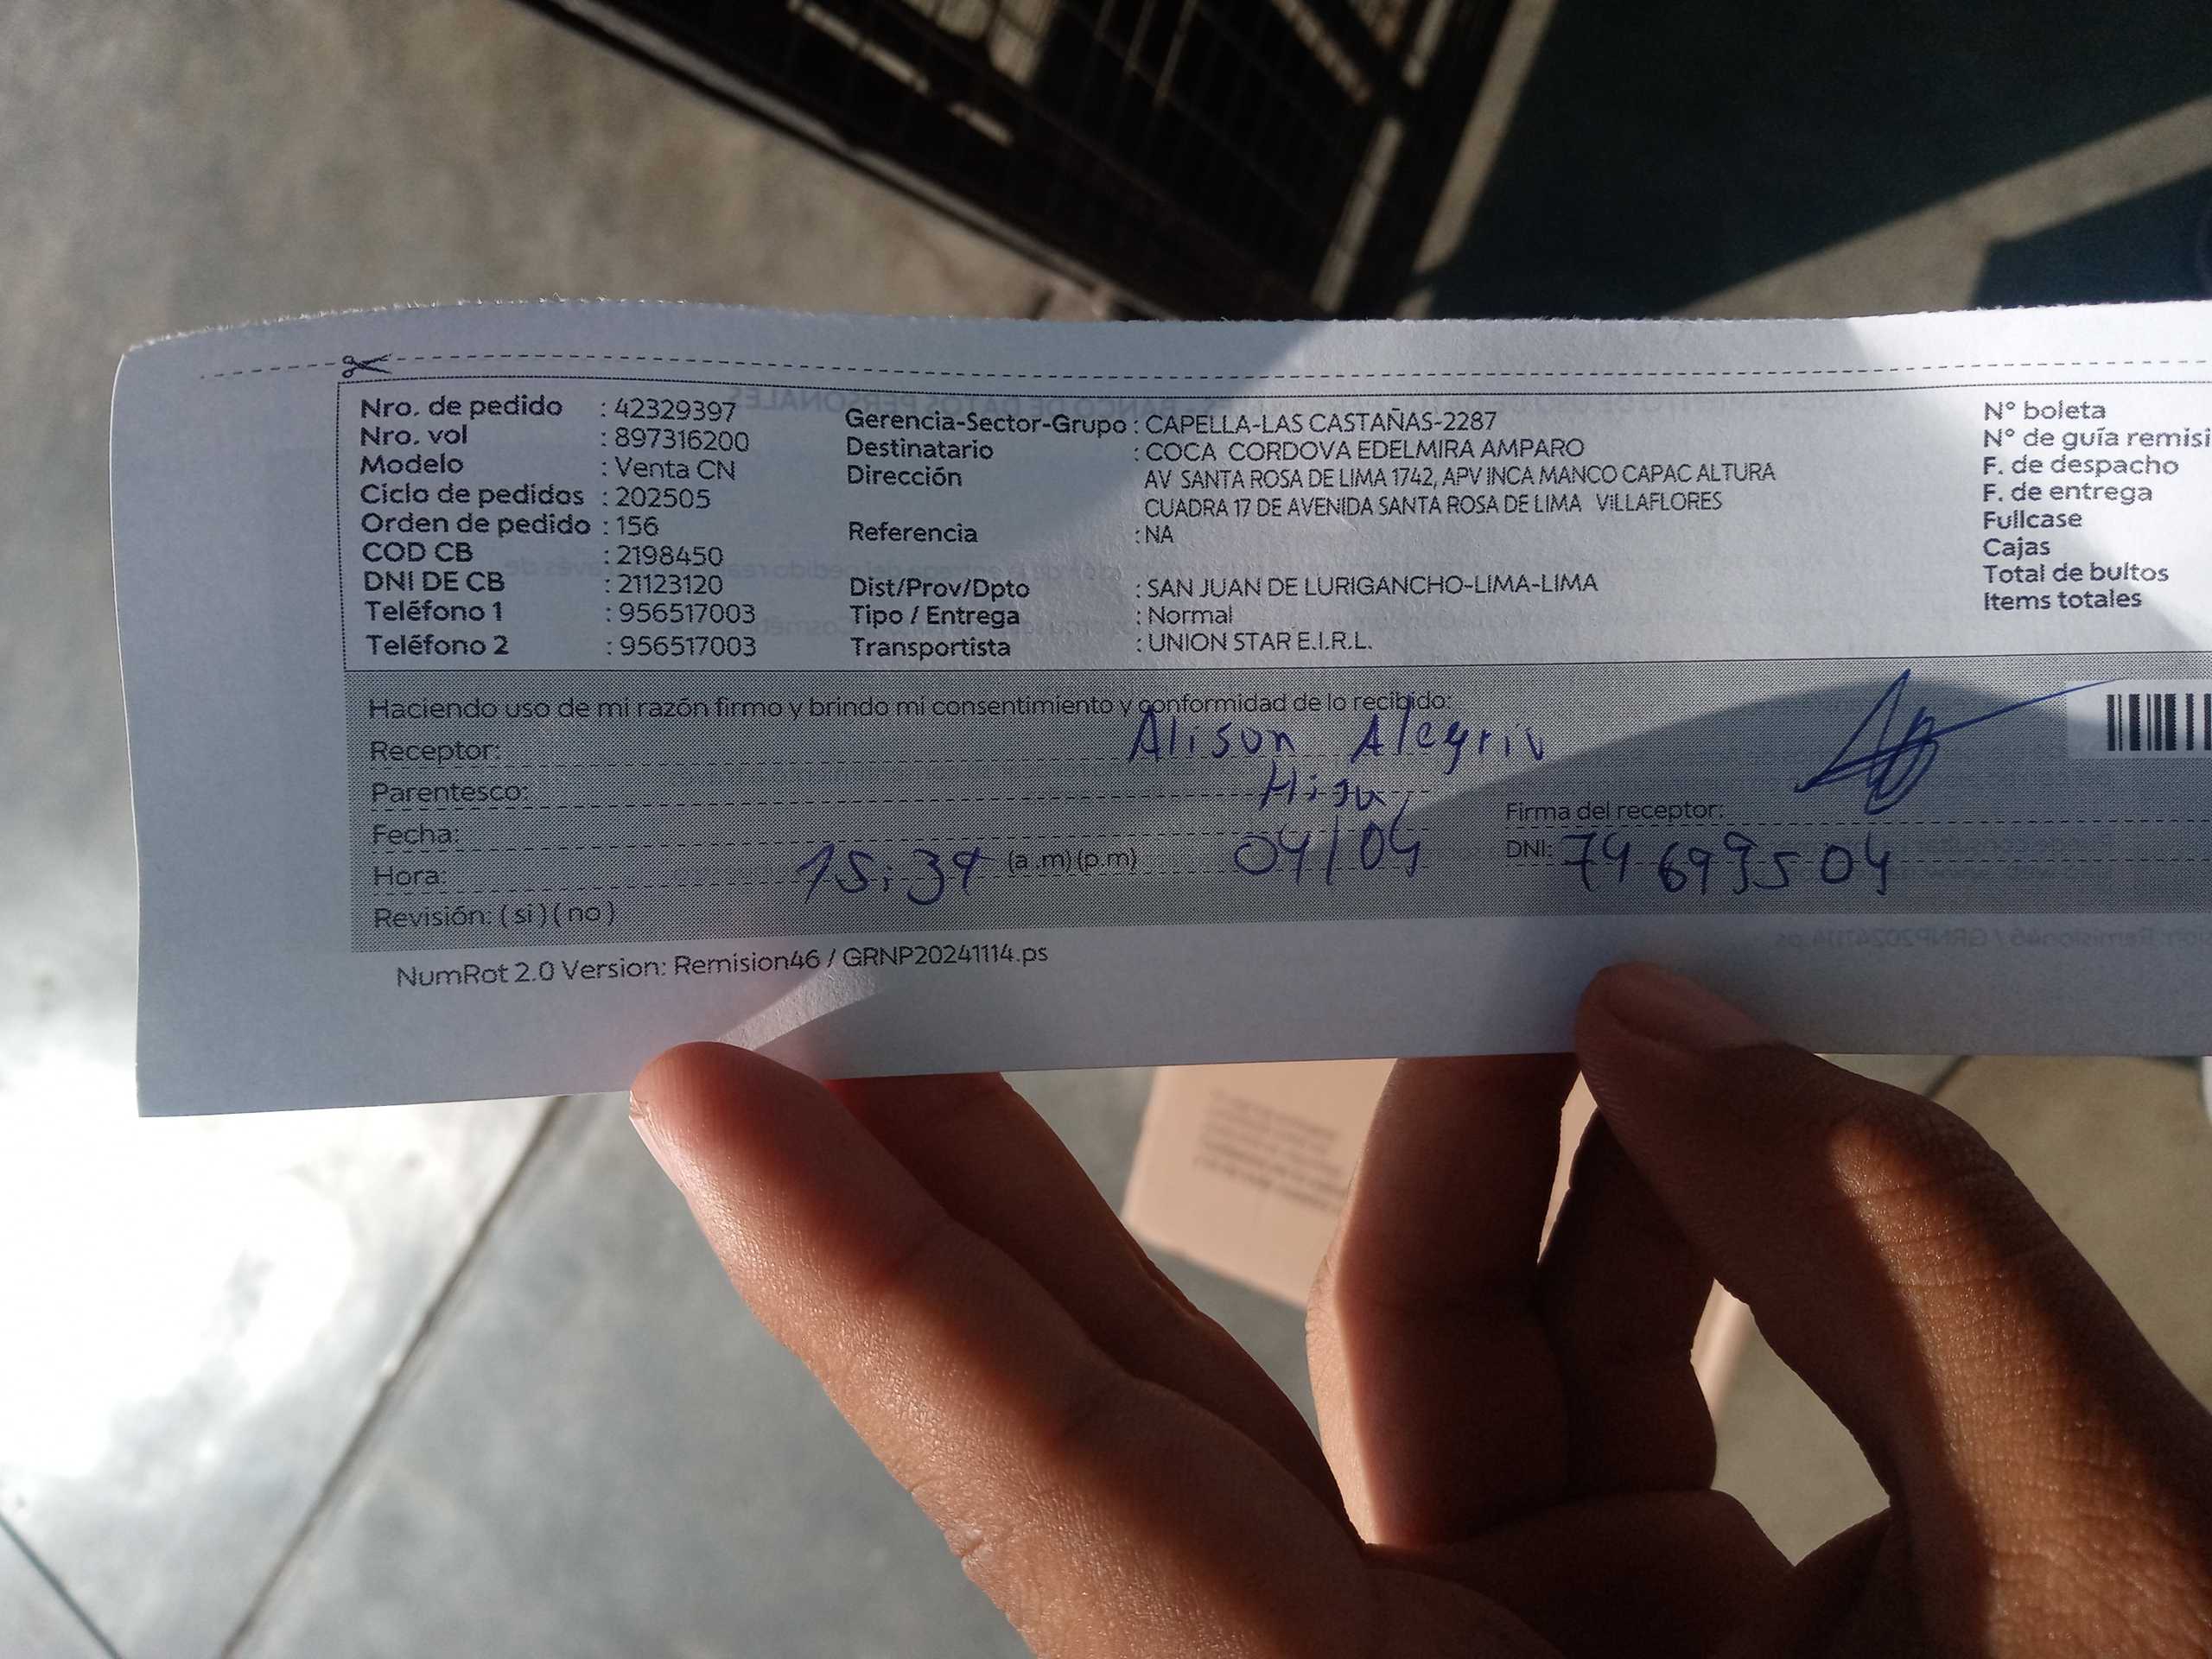 Nro. de pedido : 42329397
Nro. vol : 897316200
Modelo : Venta CN
Ciclo de pedidos : 202505
Orden de pedido : 156
COD CB : 2198450
DNI DE CB : 21123120
Teléfono 1 : 956517003
Teléfono 2 : 956517003
Gerencia-Sector-Grupo : CAPELLA-LAS CASTAÑAS-2287
Destinatario : COCA CORDOVA EDELMIRA AMPARO
Dirección AV SANTA ROSA DE LIMA 1742, APV INCA MANCO CAPAC ALTURA
CUADRA 17 DE AVENIDA SANTA ROSA DE LIMA VILLAFLORES
Referencia : NA
Dist/Prov/Dpto : SAN JUAN DE LURIGANCHO-LIMA-LIMA
Tipo / Entrega : Normal
Transportista : UNION STAR E.I.R.L.
N° boleta
N° de guía remisi
F. de despacho
F. de entrega
Fullcase
Cajas
Total de bultos
Items totales
Haciendo uso de mi razón firmo y brindo mi consentimiento y conformidad de lo recibido:
Receptor: Alison Alegria
Parentesco: Hija
Fecha: 04/04
Hora: 15:39 (a .m) (p.m)
Revisión: ( si ) ( no )
Firma del receptor:
DNI: 74699504
NumRot 2.0 Version: Remision46 / GRNP20241114.ps